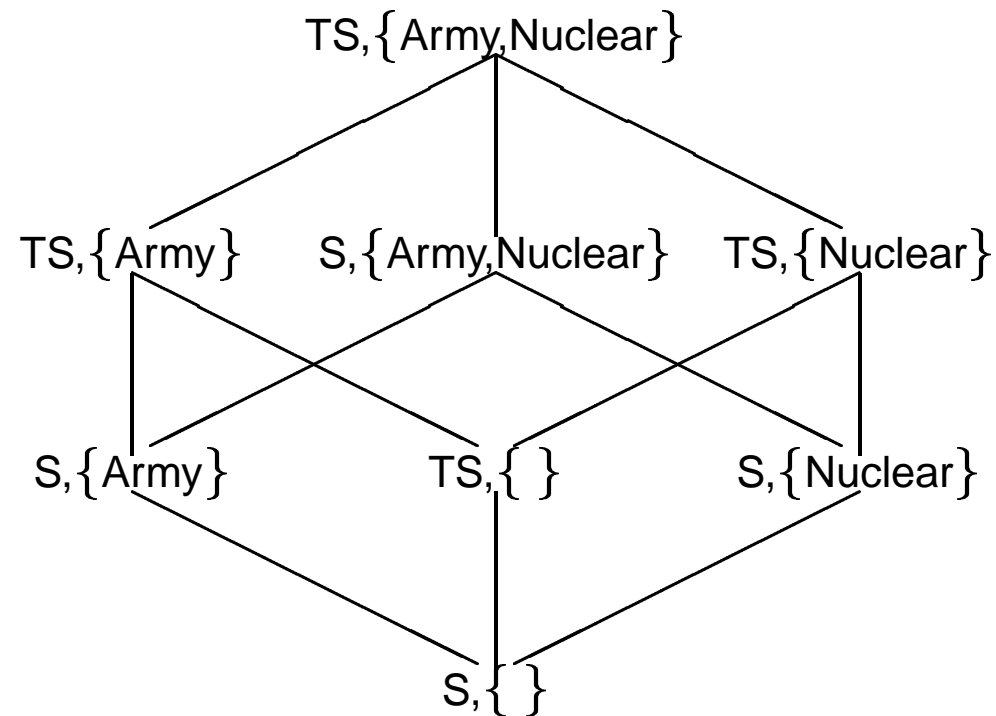 TS,{Army,Nuclear}
TS,{Army} S,{Army,Nuclear} TS,{Nuclear}
S,{Army} TS,{ } S,{Nuclear}
S,{ }